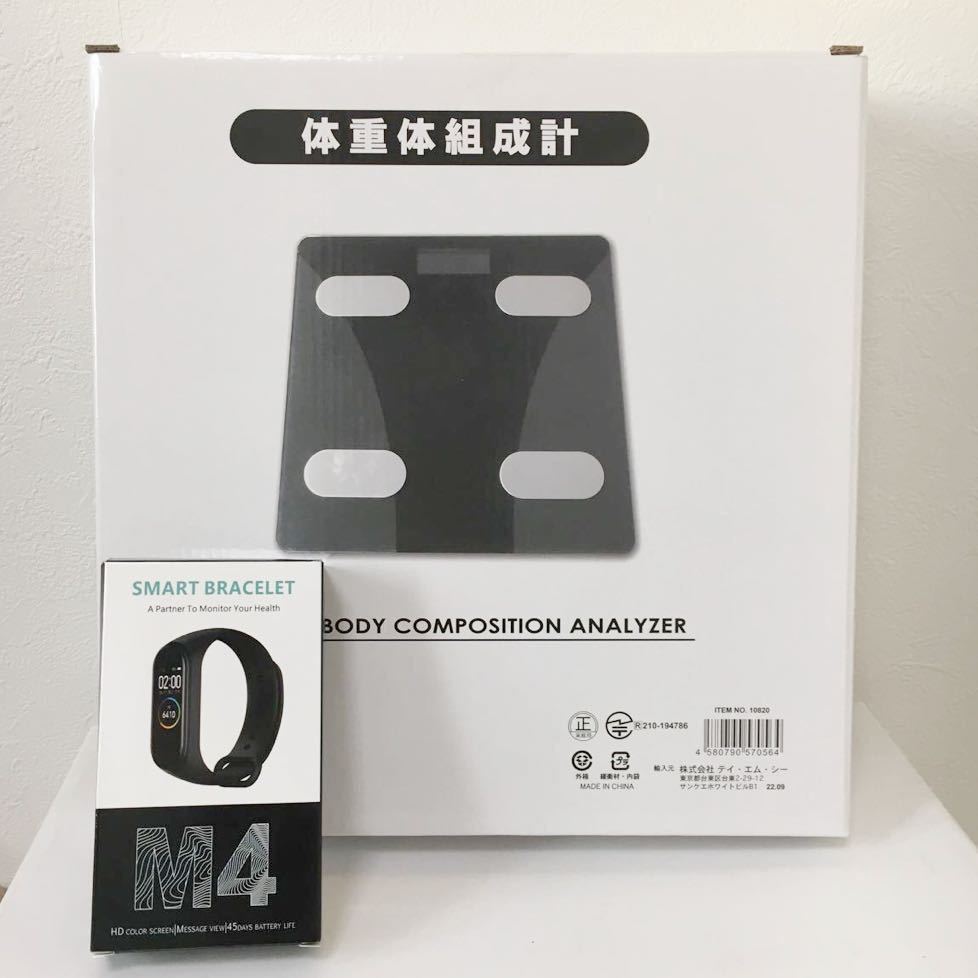 体重体組成計
BODY COMPOSITION ANALYZER
ITEM NO. 10820
正
R 210-194786
4 580790 570564
プラ
外箱
緩衝材・内袋
MADE IN CHINA
輸入元 株式会社 テイ・エム・シー
東京都台東区台東2-29-12
サンケエホワイトビルB1 22.09
SMART BRACELET
A Partner To Monitor Your Health
02:00
6410
M4
HD COLOR SCREEN|MESSAGE VIEW|45DAYS BATTERY LIFE